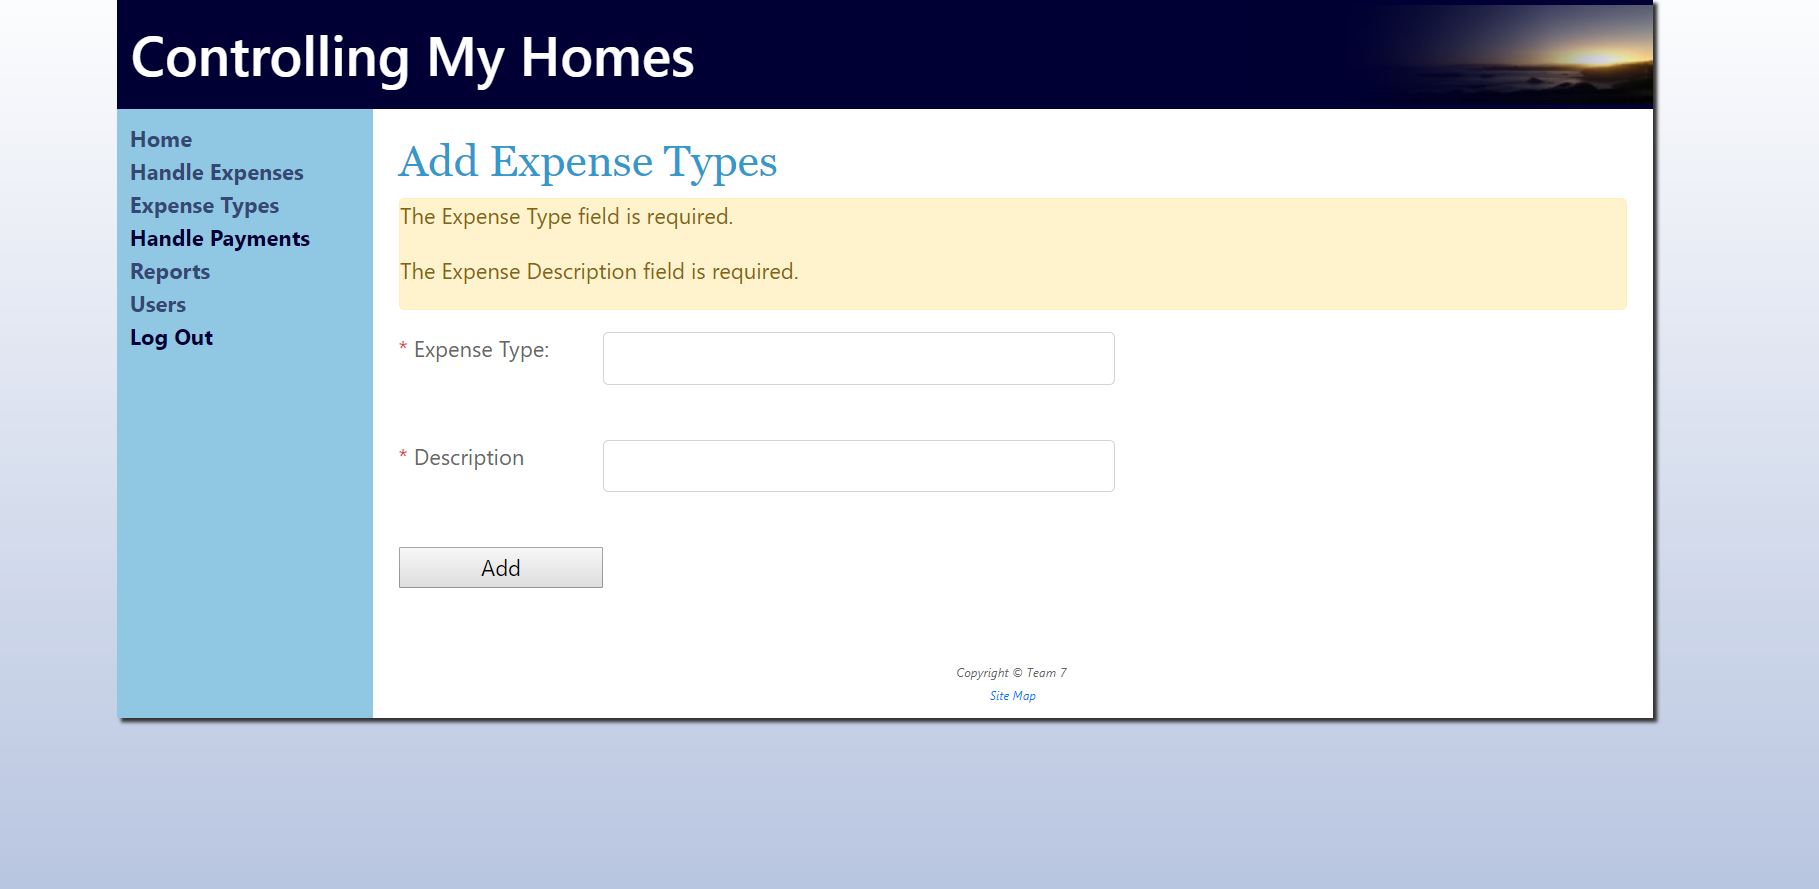 Controlling My Homes
Home
Handle Expenses
Expense Types
Handle Payments
Reports
Users
Log Out
Add Expense Types
The Expense Type field is required.
The Expense Description field is required.
* Expense Type:
* Description
Add
Copyright © Team 7
Site Map